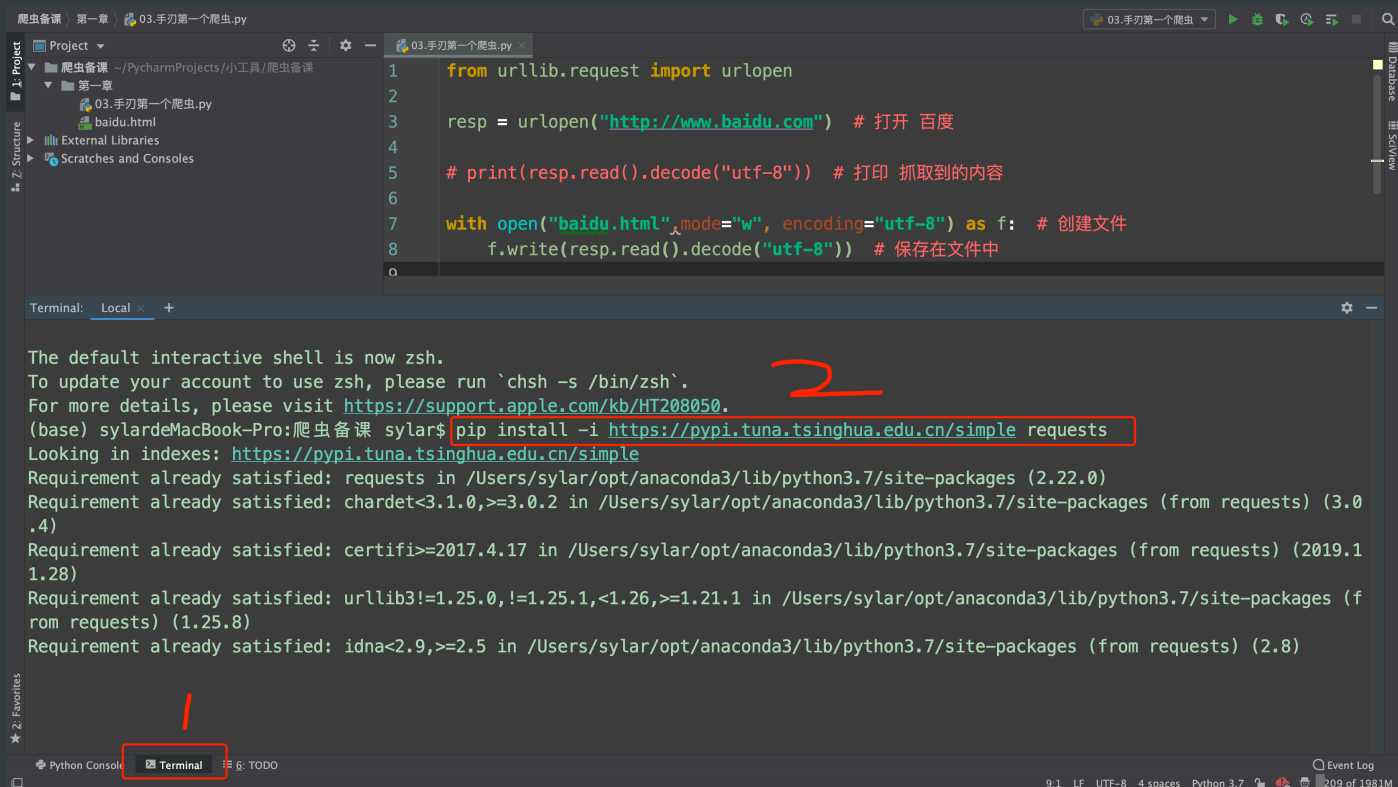 爬虫备课 第一章 03.手刃第一个爬虫.py
03.手刃第一个爬虫
Project
03.手刃第一个爬虫.py
1: Project
爬虫备课 ~/PycharmProjects/小工具/爬虫备课
第一章
03.手刃第一个爬虫.py
baidu.html
External Libraries
Scratches and Consoles
7: Structure
1 from urllib.request import urlopen
2
3 resp = urlopen("http://www.baidu.com") # 打开 百度
4
5 # print(resp.read().decode("utf-8")) # 打印 抓取到的内容
6
7 with open("baidu.html",mode="w", encoding="utf-8") as f: # 创建文件
8 f.write(resp.read().decode("utf-8")) # 保存在文件中
9
Database
SciView
Terminal: Local × +
The default interactive shell is now zsh.
To update your account to use zsh, please run `chsh -s /bin/zsh`.
For more details, please visit https://support.apple.com/kb/HT208050.
(base) sylardeMacBook-Pro:爬虫备课 sylar$ pip install -i https://pypi.tuna.tsinghua.edu.cn/simple requests
Looking in indexes: https://pypi.tuna.tsinghua.edu.cn/simple
Requirement already satisfied: requests in /Users/sylar/opt/anaconda3/lib/python3.7/site-packages (2.22.0)
Requirement already satisfied: chardet<3.1.0,>=3.0.2 in /Users/sylar/opt/anaconda3/lib/python3.7/site-packages (from requests) (3.0
.4)
Requirement already satisfied: certifi>=2017.4.17 in /Users/sylar/opt/anaconda3/lib/python3.7/site-packages (from requests) (2019.1
1.28)
Requirement already satisfied: urllib3!=1.25.0,!=1.25.1,<1.26,>=1.21.1 in /Users/sylar/opt/anaconda3/lib/python3.7/site-packages (f
rom requests) (1.25.8)
Requirement already satisfied: idna<2.9,>=2.5 in /Users/sylar/opt/anaconda3/lib/python3.7/site-packages (from requests) (2.8)
2
1
2: Favorites
Python Console Terminal 6: TODO
Event Log
9:1 LF UTF-8 4 spaces Python 3.7 209 of 1981M